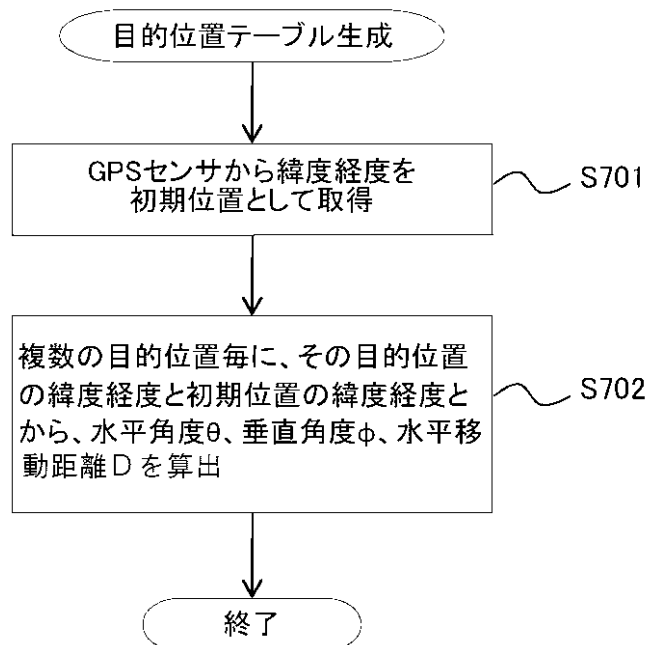 目的位置テーブル生成
GPSセンサから緯度経度を
初期位置として取得
S701
複数の目的位置毎に、その目的位置
の緯度経度と初期位置の緯度経度と
から、水平角度θ、垂直角度φ、水平移
動距離Dを算出
S702
終了